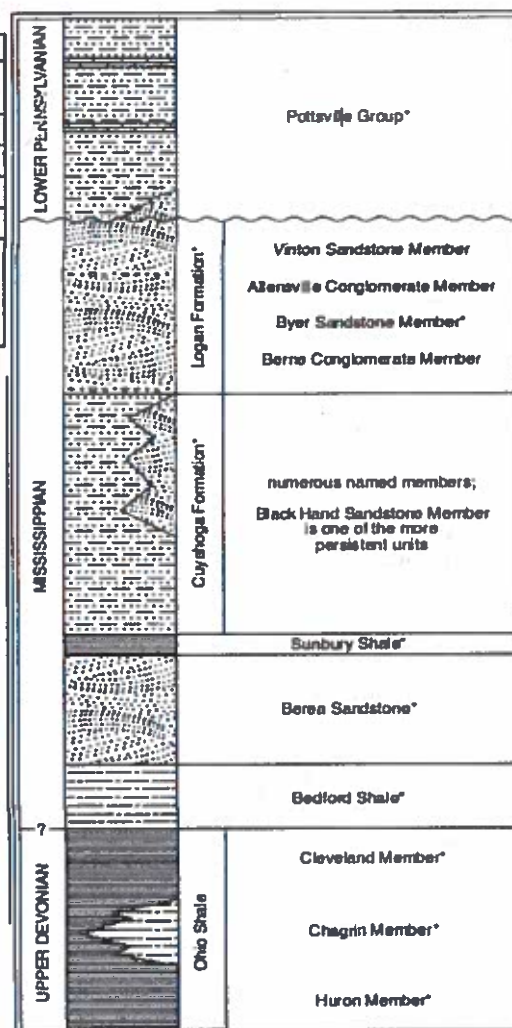 LOWER PENNSYLVANIAN
Pottsville Group*
MISSISSIPPIAN
Logan Formation*
Vinton Sandstone Member
Allensville Conglomerate Member
Byer Sandstone Member*
Berne Conglomerate Member
Cuyahoga Formation*
numerous named members;
Black Hand Sandstone Member
is one of the more
persistent units
Sunbury Shale*
Berea Sandstone*
Bedford Shale*
?
UPPER DEVONIAN
Ohio Shale
Cleveland Member*
Chagrin Member*
Huron Member*